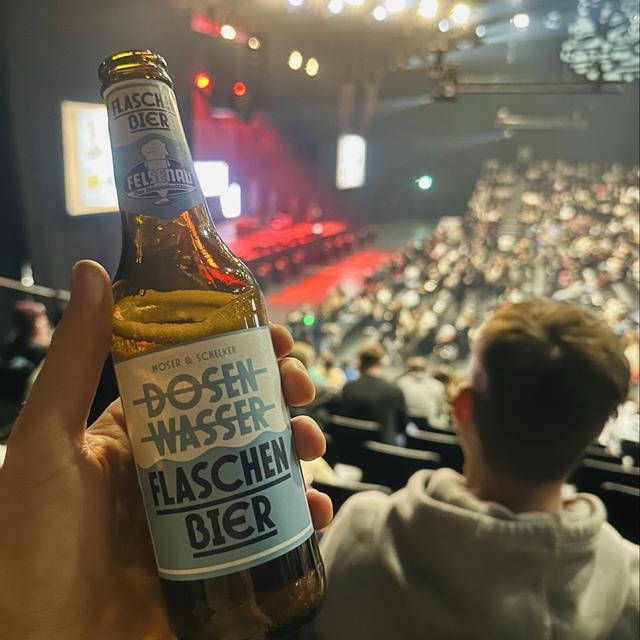 FLASCHEN
BIER
FELSENAU
MOSER & SCHELKER
DOSEN
WASSER
FLASCHEN
BIER